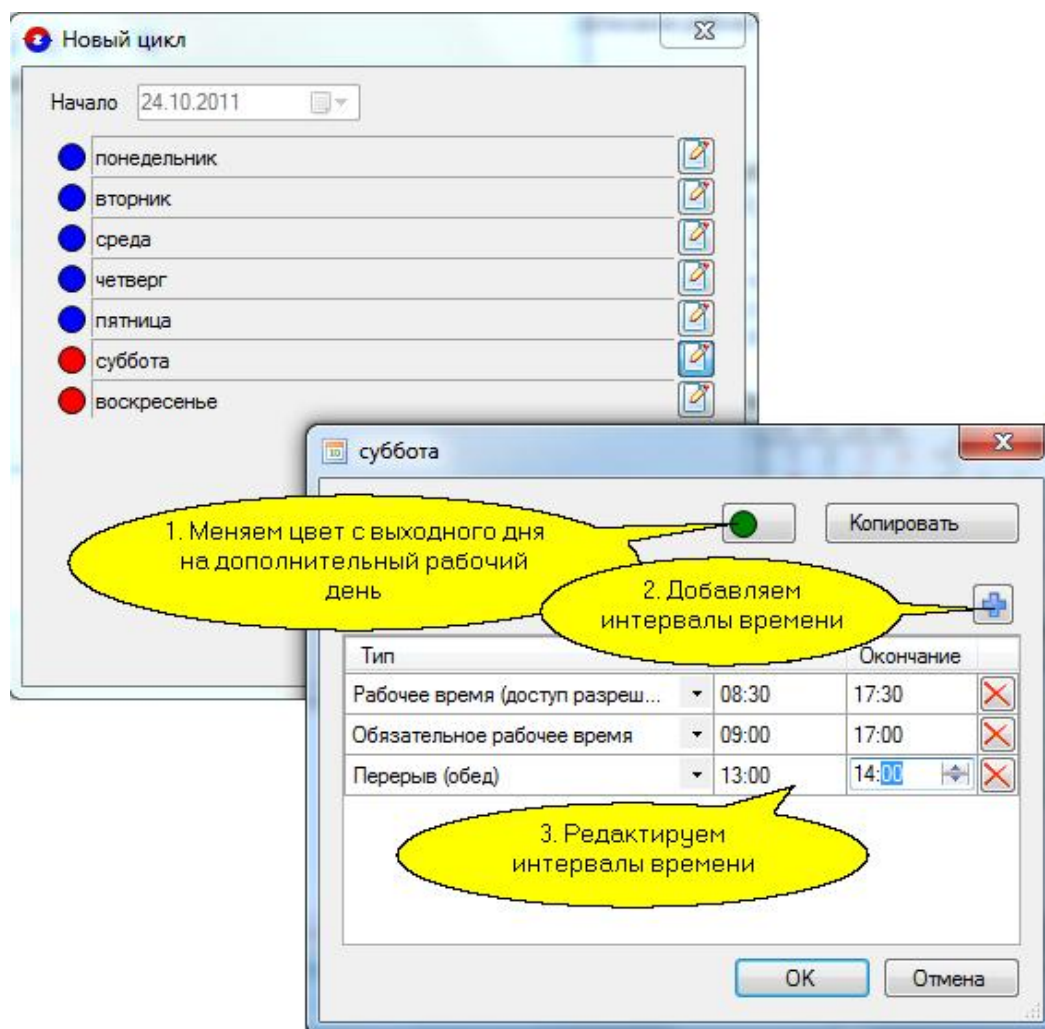 Новый цикл
Начало 24.10.2011
понедельник
вторник
среда
четверг
пятница
суббота
воскресенье
суббота
1. Меняем цвет с выходного дня
на дополнительный рабочий
день
Копировать
2. Добавляем
интервалы времени
Тип Окончание
Рабочее время (доступ разреш... 08:30 17:30
Обязательное рабочее время 09:00 17:00
Перерыв (обед) 13:00 14:00
3. Редактируем
интервалы времени
OK Отмена